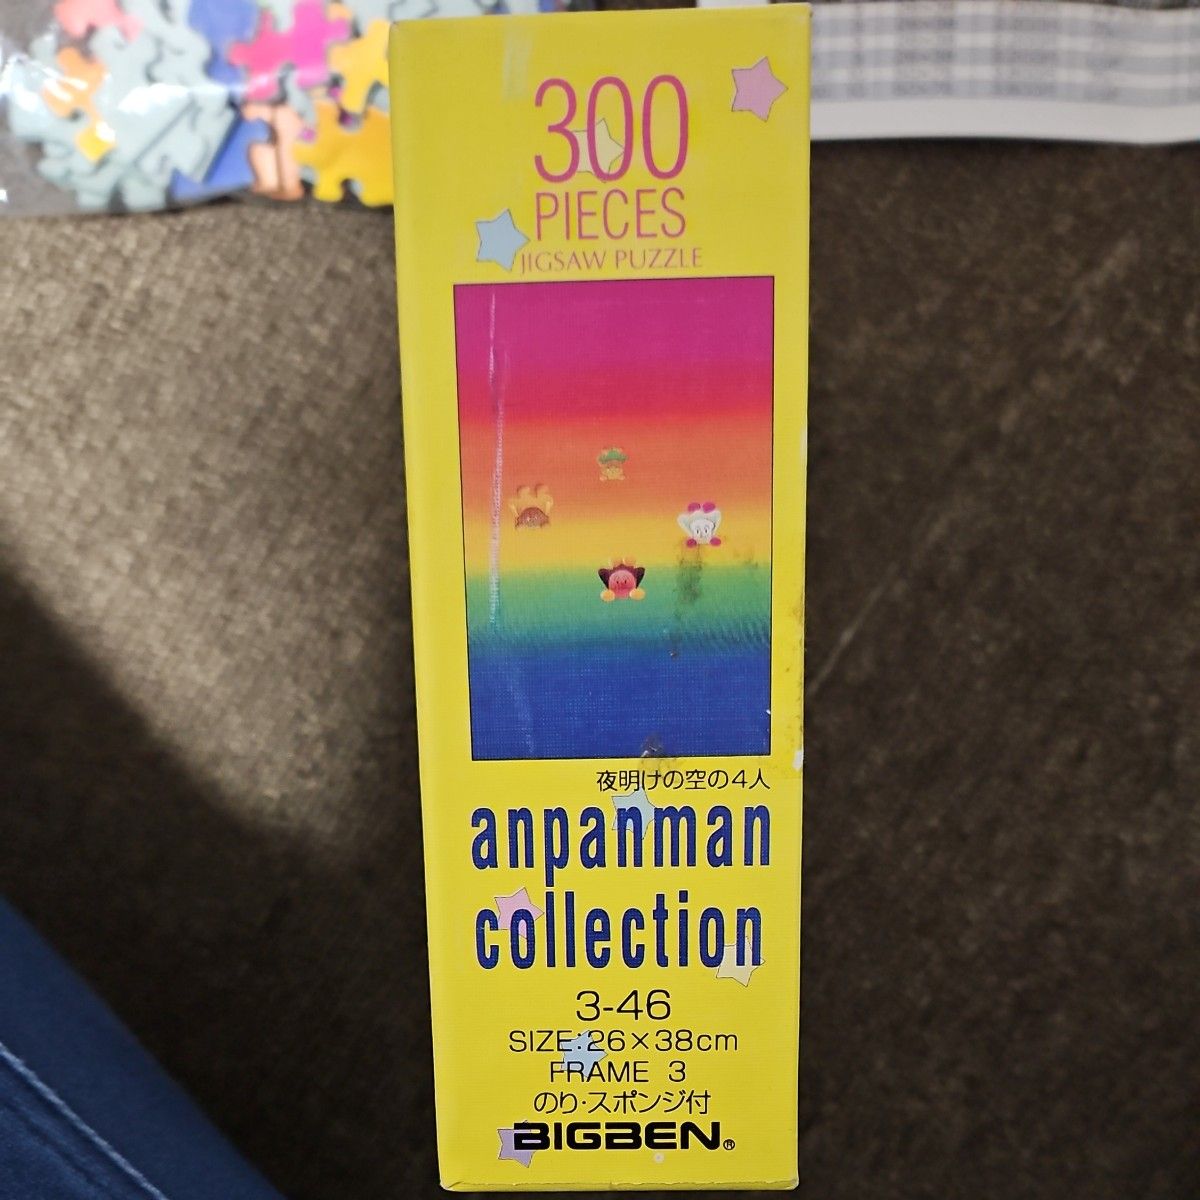 300
PIECES
JIGSAW PUZZLE
夜明けの空の4人
anpanman
collection
3-46
SIZE:26×38cm
FRAME 3
のり・スポンジ付
BIGBEN®